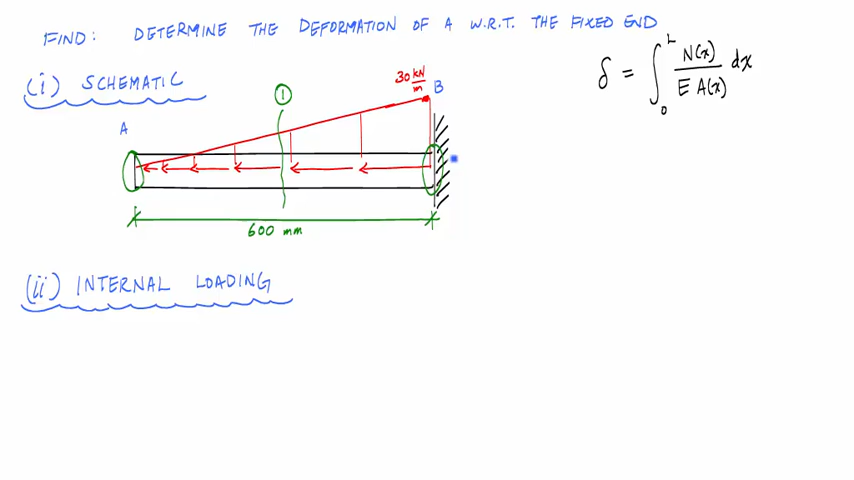 FIND: DETERMINE THE DEFORMATION OF A W.R.T. THE FIXED END
δ = ∫₀ᴸ N(x) / E A(x) dx
(i) SCHEMATIC
1
30 kN/m
B
A
600 mm
(ii) INTERNAL LOADING